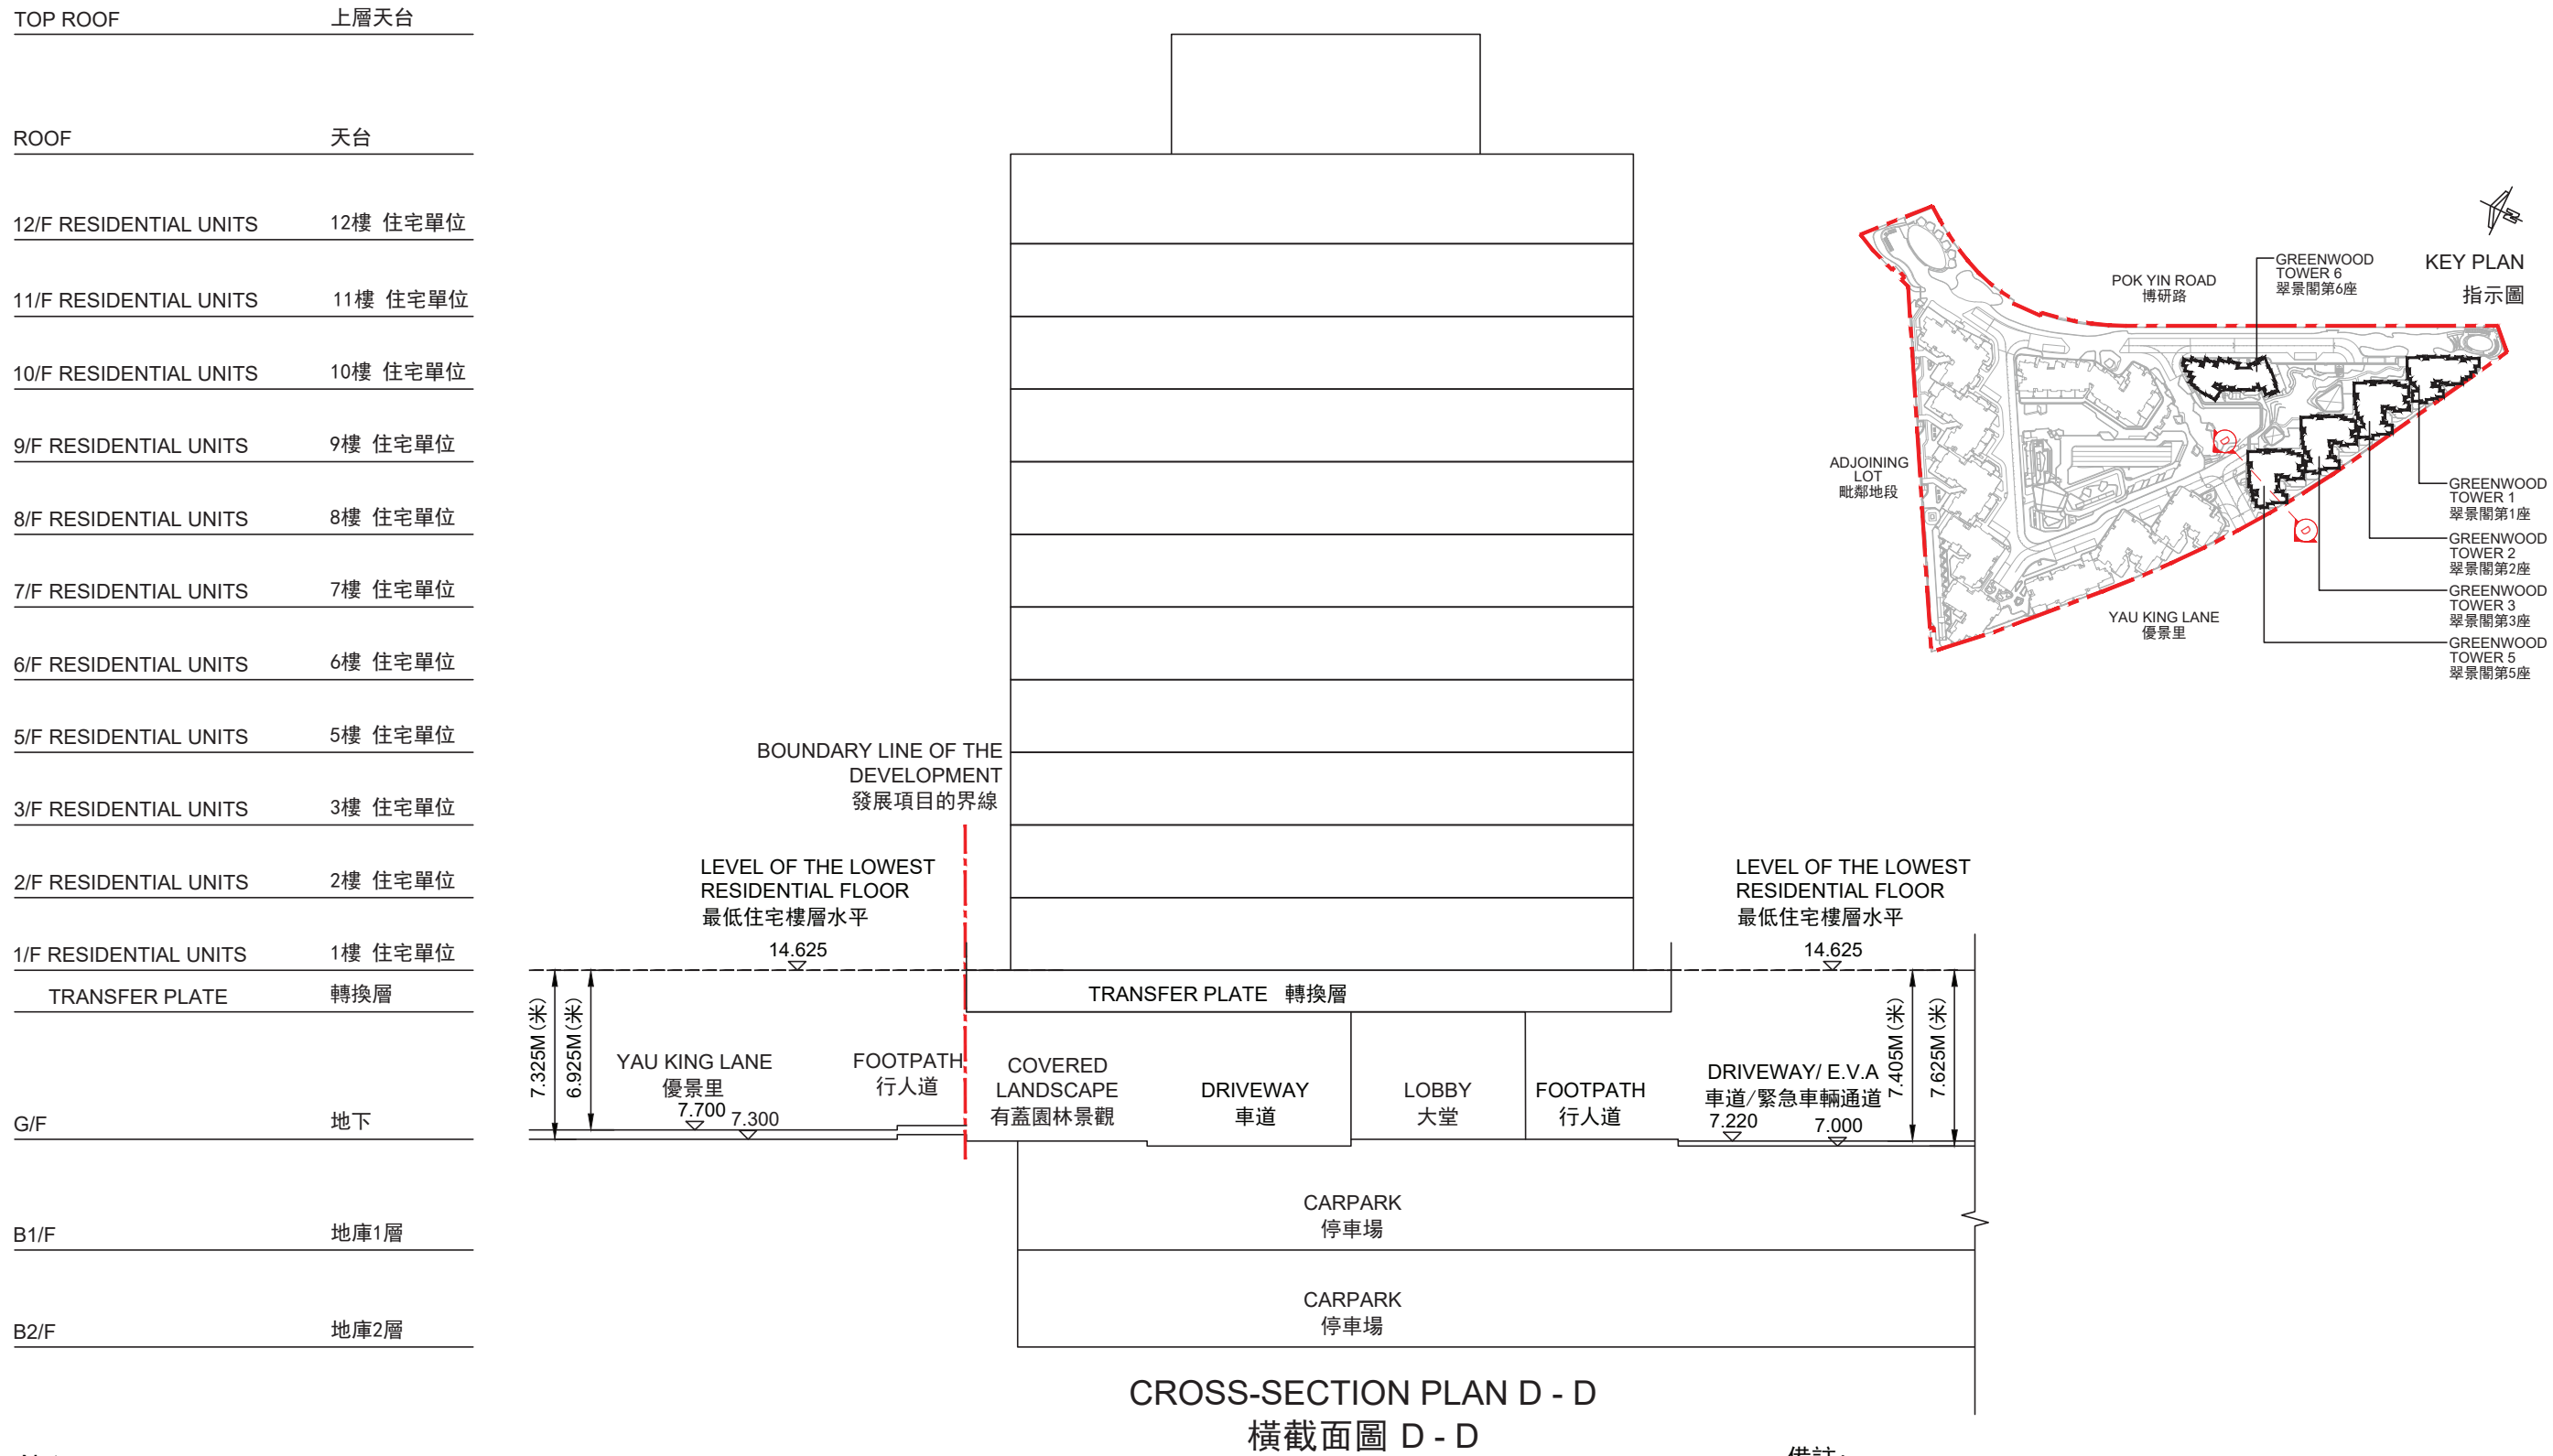 TOP ROOF 上層天台
ROOF 天台
12/F RESIDENTIAL UNITS 12樓 住宅單位
11/F RESIDENTIAL UNITS 11樓 住宅單位
10/F RESIDENTIAL UNITS 10樓 住宅單位
9/F RESIDENTIAL UNITS 9樓 住宅單位
8/F RESIDENTIAL UNITS 8樓 住宅單位
7/F RESIDENTIAL UNITS 7樓 住宅單位
6/F RESIDENTIAL UNITS 6樓 住宅單位
5/F RESIDENTIAL UNITS 5樓 住宅單位
3/F RESIDENTIAL UNITS 3樓 住宅單位
2/F RESIDENTIAL UNITS 2樓 住宅單位
1/F RESIDENTIAL UNITS 1樓 住宅單位
TRANSFER PLATE 轉換層
G/F 地下
B1/F 地庫1層
B2/F 地庫2層
BOUNDARY LINE OF THE
DEVELOPMENT
發展項目的界線
LEVEL OF THE LOWEST
RESIDENTIAL FLOOR
最低住宅樓層水平
14.625
LEVEL OF THE LOWEST
RESIDENTIAL FLOOR
最低住宅樓層水平
14.625
TRANSFER PLATE 轉換層
7.325M(米)
6.925M(米)
YAU KING LANE
優景里
7.700
7.300
FOOTPATH
行人道
COVERED
LANDSCAPE
有蓋園林景觀
DRIVEWAY
車道
LOBBY
大堂
FOOTPATH
行人道
DRIVEWAY/ E.V.A
車道/緊急車輛通道
7.220
7.000
7.405M(米)
7.625M(米)
CARPARK
停車場
CARPARK
停車場
CROSS-SECTION PLAN D - D
橫截面圖 D - D
KEY PLAN
指示圖
POK YIN ROAD
博研路
GREENWOOD
TOWER 6
翠景閣第6座
ADJOINING
LOT
毗鄰地段
D
D
YAU KING LANE
優景里
GREENWOOD
TOWER 1
翠景閣第1座
GREENWOOD
TOWER 2
翠景閣第2座
GREENWOOD
TOWER 3
翠景閣第3座
GREENWOOD
TOWER 5
翠景閣第5座